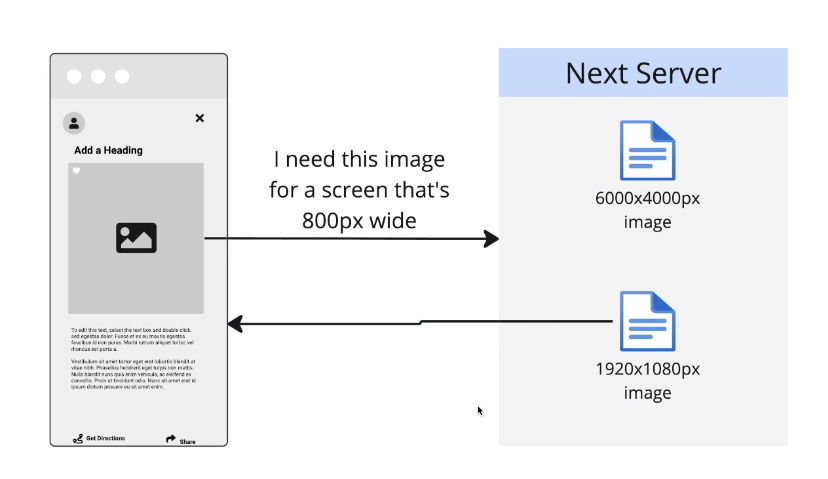 Next Server
Add a Heading
I need this image
for a screen that's
800px wide
6000x4000px
image
To edit this text, select the text box and double click.
sed egestas dolor. Fusce et ex eu mauris egestas
faucibus id non purus. Morbi rutrum aliquet tortor, vel
rhoncus est porta a.
Vestibulum sit amet tortor eget erat lobortis blandit at
vitae nibh. Phasellus hendrerit eget turpis non mattis.
Nulla blandit nunc quis enim vehicula, ac eleifend ex
convallis. Proin ut tincidunt odio. Nunc sit amet erat id
ipsum dictum posuere eu sit amet enim.
1920x1080px
image
Get Directions
Share